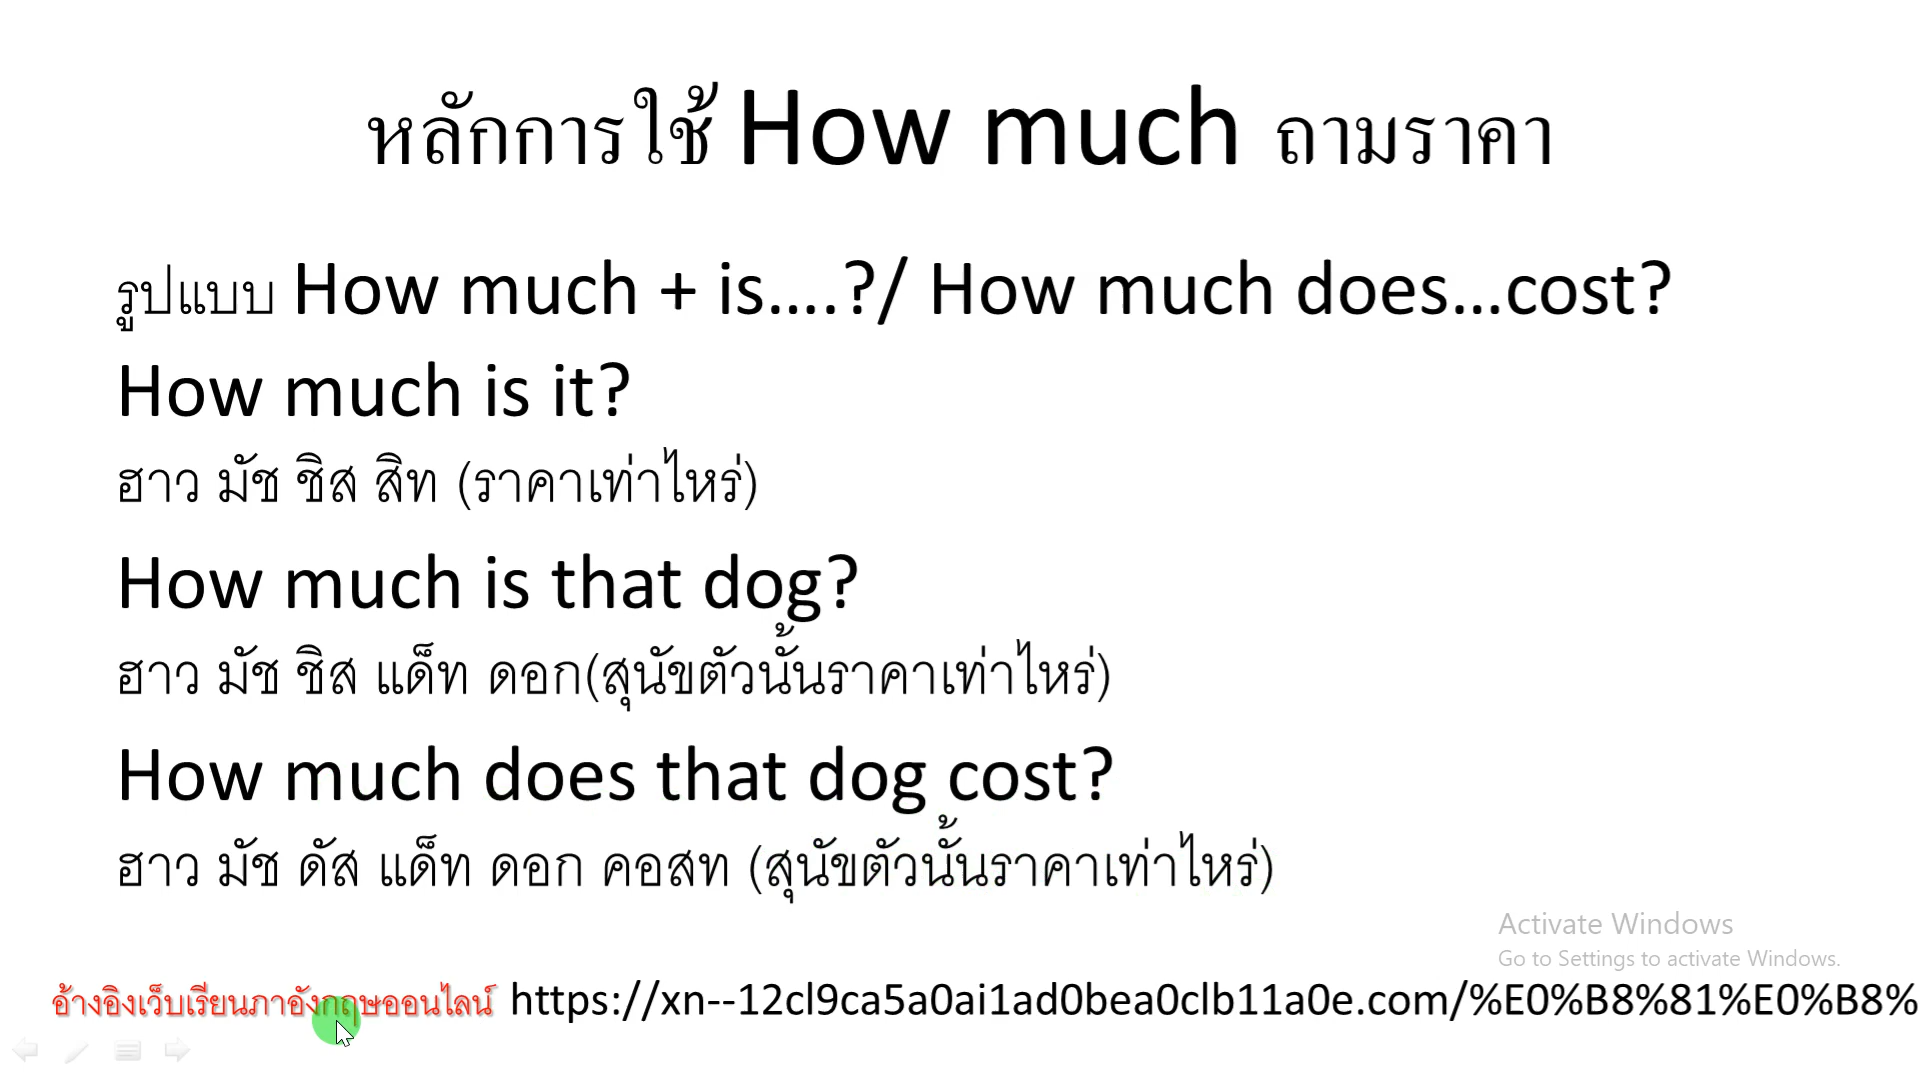 หลักการใช้ How much ถามราคา
รูปแบบ How much + is....?/ How much does...cost?
How much is it?
ฮาว มัช ชิส สิท (ราคาเท่าไหร่)
How much is that dog?
ฮาว มัช ชิส แด็ท ดอก(สุนัขตัวนั้นราคาเท่าไหร่)
How much does that dog cost?
ฮาว มัช ดัส แด็ท ดอก คอสท (สุนัขตัวนั้นราคาเท่าไหร่)
Activate Windows
Go to Settings to activate Windows.
อ้างอิงเว็บเรียนภาอังกฤษออนไลน์ https://xn--12cl9ca5a0ai1ad0bea0clb11a0e.com/%E0%B8%81%E0%B8%